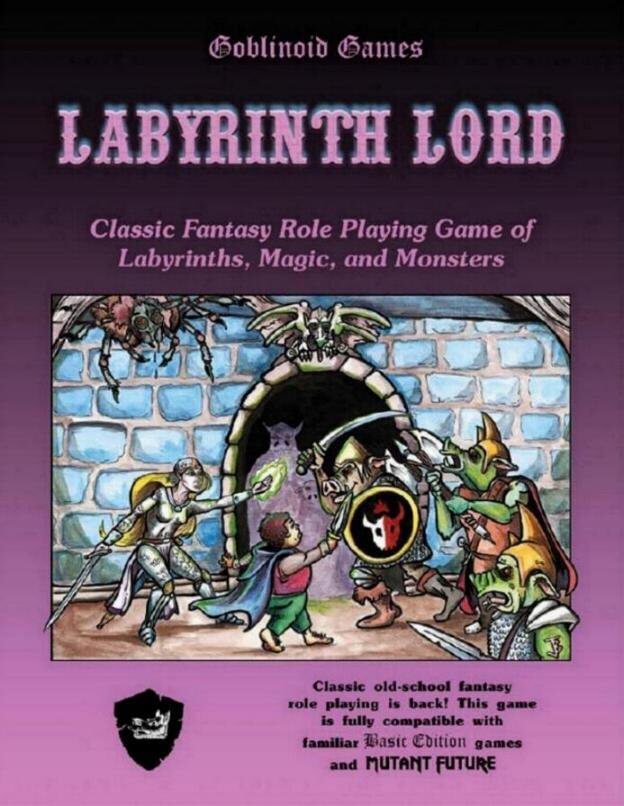 Goblinoid Games
LABYRINTH LORD
Classic Fantasy Role Playing Game of
Labyrinths, Magic, and Monsters
Classic old-school fantasy
role playing is back! This game
is fully compatible with
familiar Basic Edition games
and MUTANT FUTURE